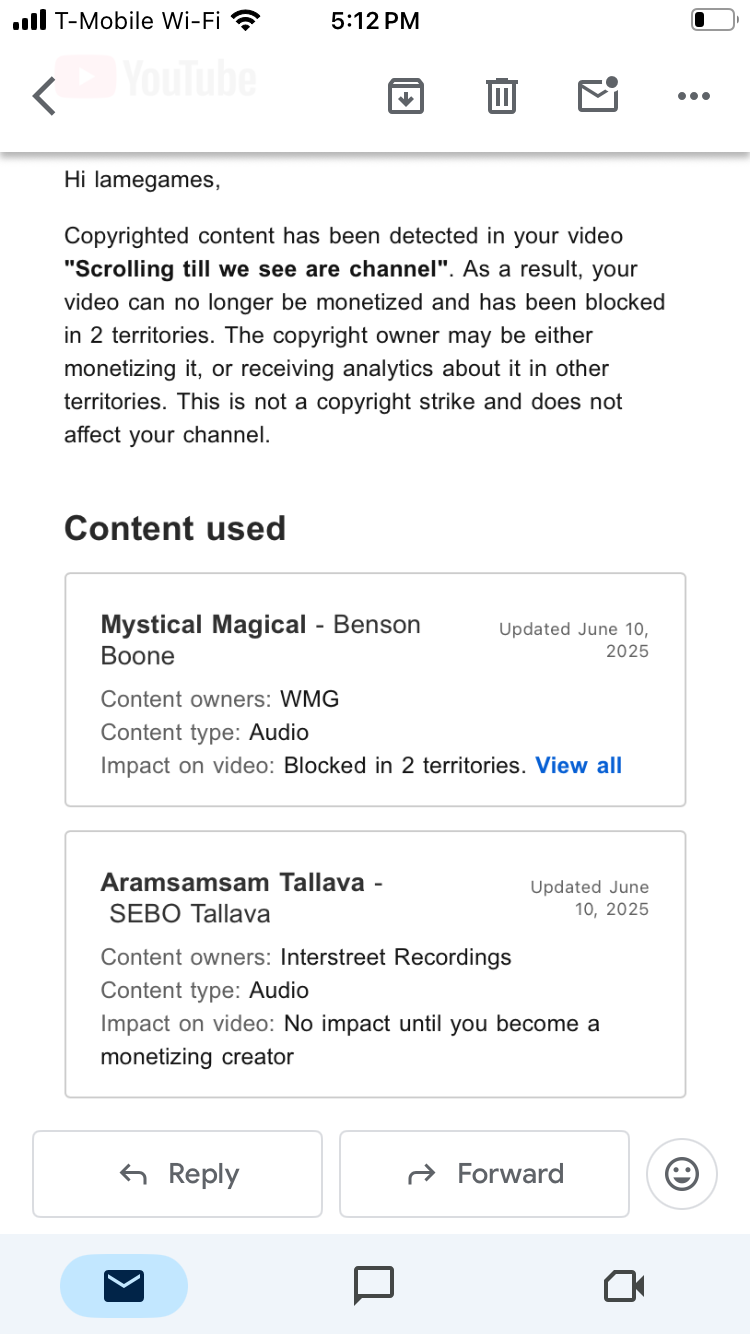 T-Mobile Wi-Fi 5:12 PM
YouTube
Hi lamegames,
Copyrighted content has been detected in your video
"Scrolling till we see are channel". As a result, your
video can no longer be monetized and has been blocked
in 2 territories. The copyright owner may be either
monetizing it, or receiving analytics about it in other
territories. This is not a copyright strike and does not
affect your channel.
Content used
Mystical Magical - Benson
Boone
Updated June 10,
2025
Content owners: WMG
Content type: Audio
Impact on video: Blocked in 2 territories. View all
Aramsamsam Tallava -
SEBO Tallava
Updated June
10, 2025
Content owners: Interstreet Recordings
Content type: Audio
Impact on video: No impact until you become a
monetizing creator
Reply
Forward